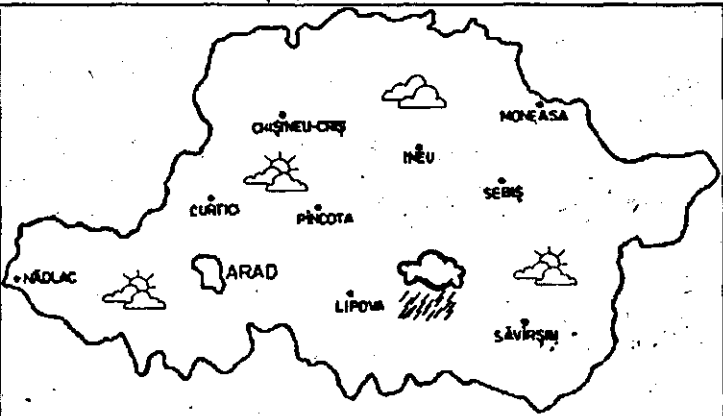 MONEASA
CHIȘINEU-CRIȘ
INEU
SEBIȘ
CURTICI
PÎNCOTA
ARAD
NĂDLAC
LIPOVA
SĂVÎRȘIN